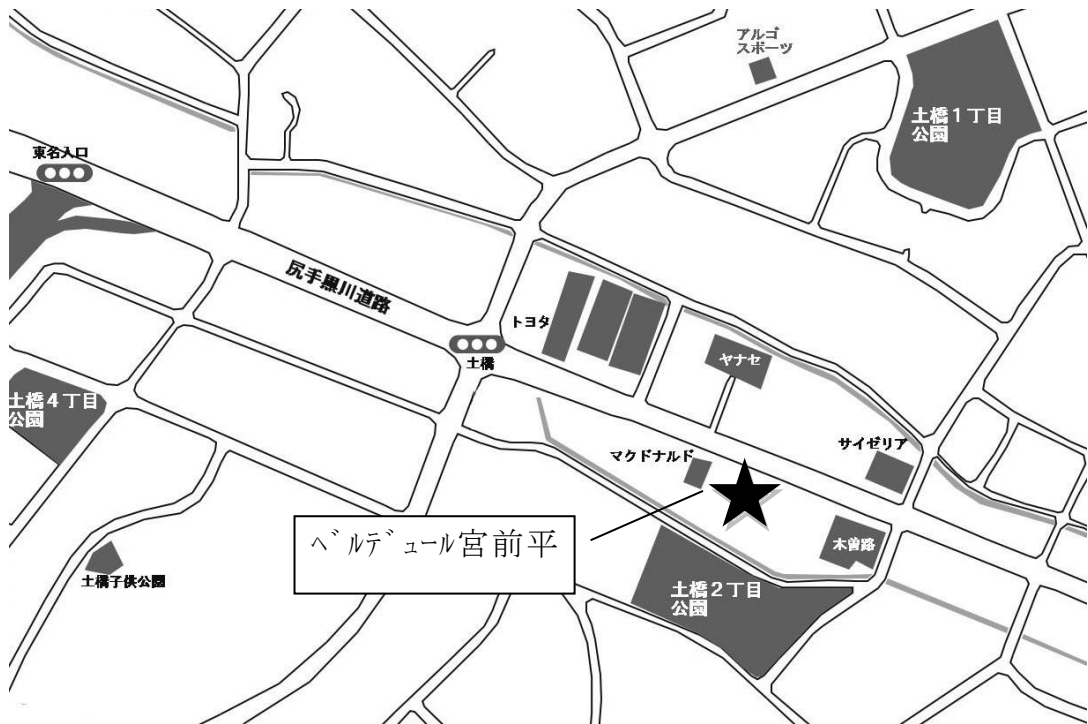 アルゴ
スポーツ
土橋1丁目
公園
東名入口
尻手黒川道路
トヨタ
土橋
ヤナセ
土橋4丁目
公園
マクドナルド
サイゼリア
ベルデュール宮前平
木曽路
土橋子供公園
土橋2丁目
公園